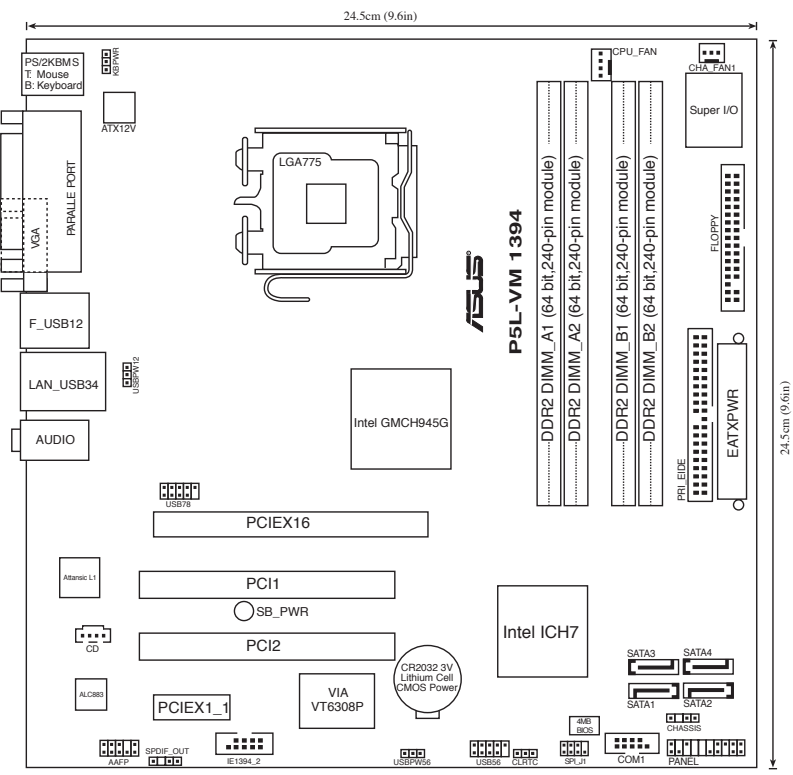 24.5cm (9.6in)
PS/2KBMS
T: Mouse
B: Keyboard
KBPWR
CPU_FAN
CHA_FAN1
ATX12V
Super I/O
LGA775
PARALLE PORT
VGA
FLOPPY
ASUS
P5L-VM 1394
DDR2 DIMM_A1 (64 bit,240-pin module)
DDR2 DIMM_A2 (64 bit,240-pin module)
DDR2 DIMM_B1 (64 bit,240-pin module)
DDR2 DIMM_B2 (64 bit,240-pin module)
24.5cm (9.6in)
F_USB12
LAN_USB34
USBPW12
AUDIO
Intel GMCH945G
PRI_EIDE
EATXPWR
USB78
PCIEX16
Attansic L1
PCI1
SB_PWR
CD
PCI2
Intel ICH7
CR2032 3V
Lithium Cell
CMOS Power
SATA3
SATA4
SATA1
SATA2
ALC883
PCIEX1_1
VIA
VT6308P
4MB
BIOS
CHASSIS
AAFP
SPDIF_OUT
IE1394_2
USBPW56
USB56
CLRTC
SPI_J1
COM1
PANEL